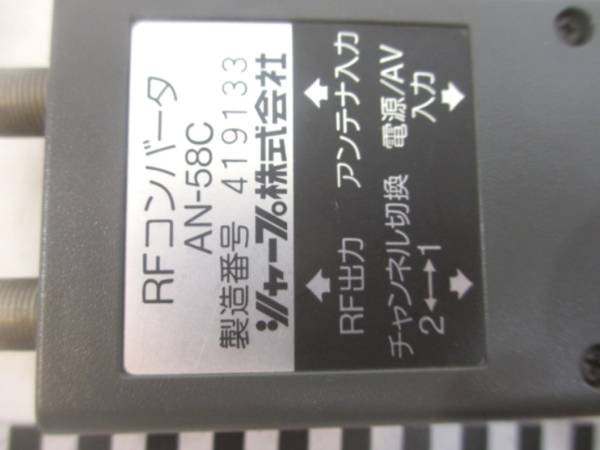 RFコンバータ
AN-58C
製造番号 419133
シャープ株式会社
RF出力 アンテナ入力
チャンネル切換 電源/AV
2←→1 入力